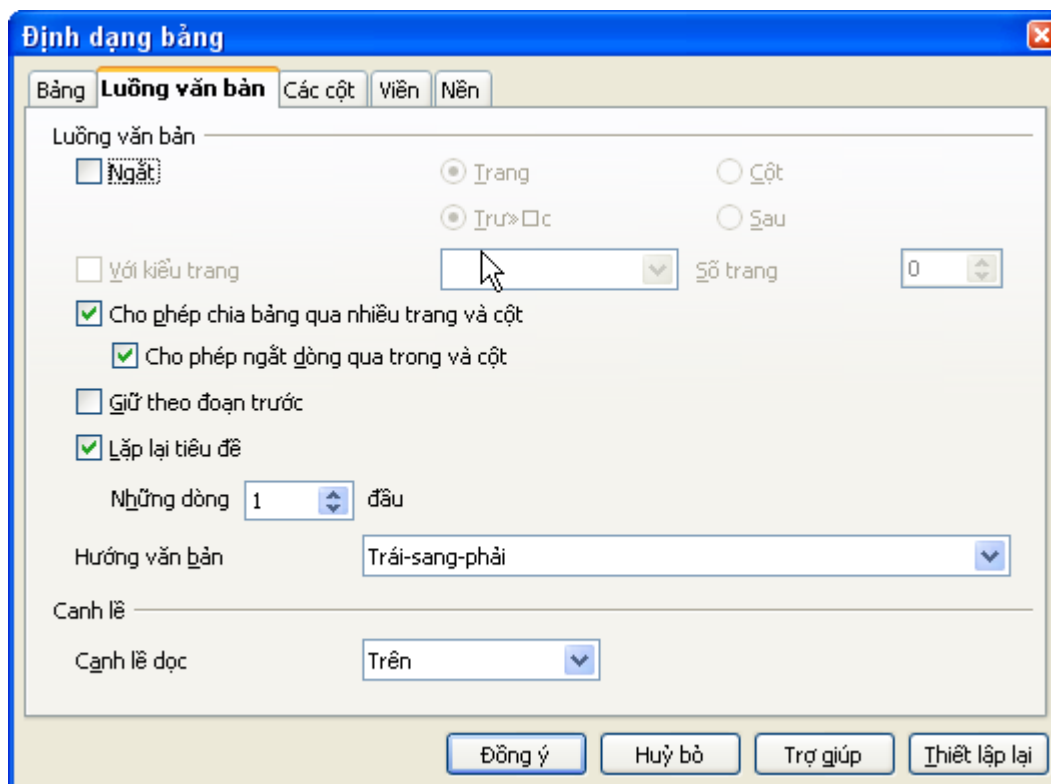 Định dạng bảng
Bảng Luồng văn bản Các cột Viền Nền
Luồng văn bản
Ngắt Trang Cột
Trư»□c Sau
Với kiểu trang Số trang 0
Cho phép chia bảng qua nhiều trang và cột
Cho phép ngắt dòng qua trong và cột
Giữ theo đoạn trước
Lặp lại tiêu đề
Những dòng 1 đầu
Hướng văn bản Trái-sang-phải
Canh lề
Canh lề dọc Trên
Đồng ý Huỷ bỏ Trợ giúp Thiết lập lại